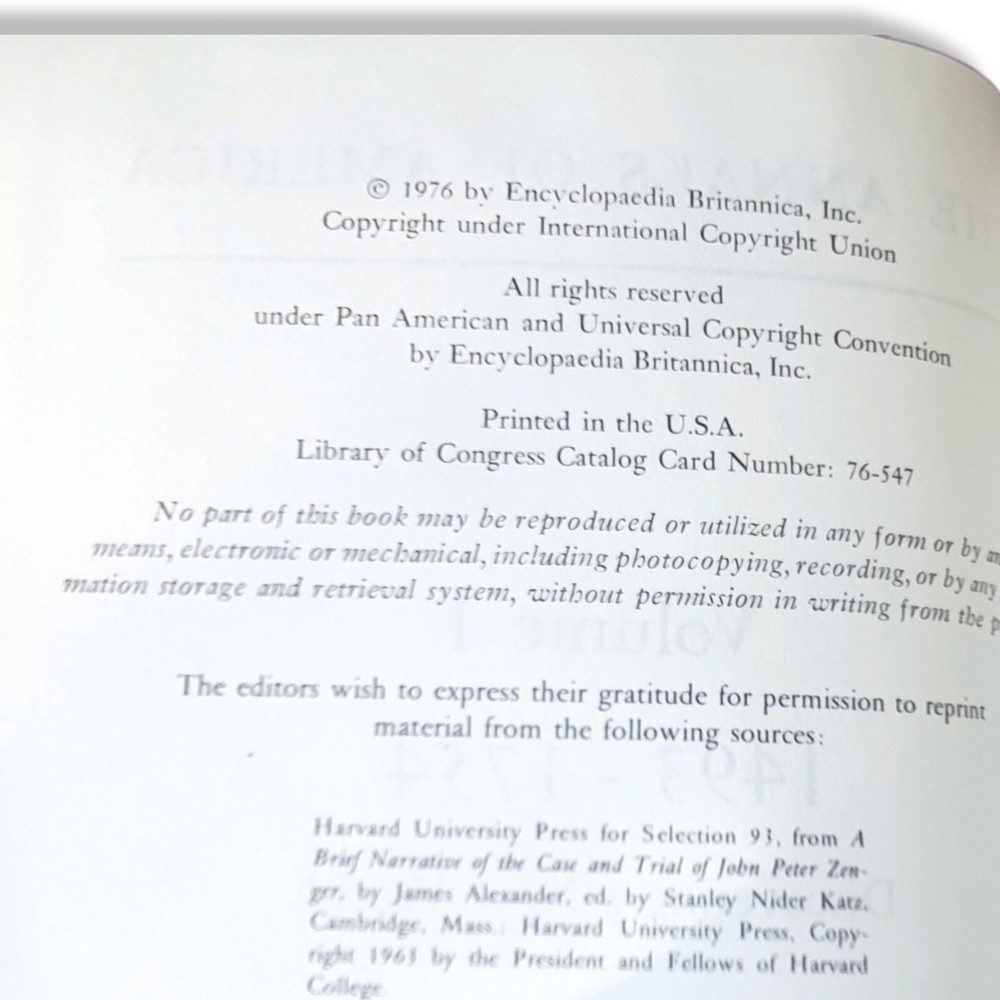 © 1976 by Encyclopaedia Britannica, Inc.
Copyright under International Copyright Union
All rights reserved
under Pan American and Universal Copyright Convention
by Encyclopaedia Britannica, Inc.
Printed in the U.S.A.
Library of Congress Catalog Card Number: 76-547
No part of this book may be reproduced or utilized in any form or by
means, electronic or mechanical, including photocopying, recording, or by any
mation storage and retrieval system, without permission in writing from the
The editors wish to express their gratitude for permission to reprint
material from the following sources:
Harvard University Press for Selection 93, from A
Brief Narrative of the Case and Trial of John Peter Zen-
ger, by James Alexander, ed. by Stanley Nider Katz,
Cambridge, Mass.: Harvard University Press, Copy-
right 1963 by the President and Fellows of Harvard
College